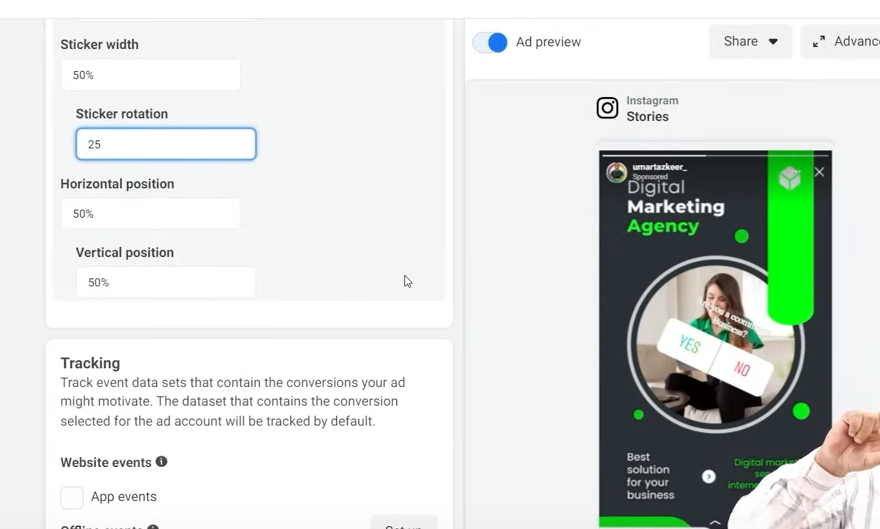 Sticker width
50%
Sticker rotation
25
Horizontal position
50%
Vertical position
50%
Tracking
Track event data sets that contain the conversions your ad
might motivate. The dataset that contains the conversion
selected for the ad account will be tracked by default.
Website events
App events
Ad preview
Share
Advanc
Instagram
Stories
umartazkeer_
Sponsored
Digital
Marketing
Agency
Business?
YES
NO
Best
solution
for your
business
Digital market